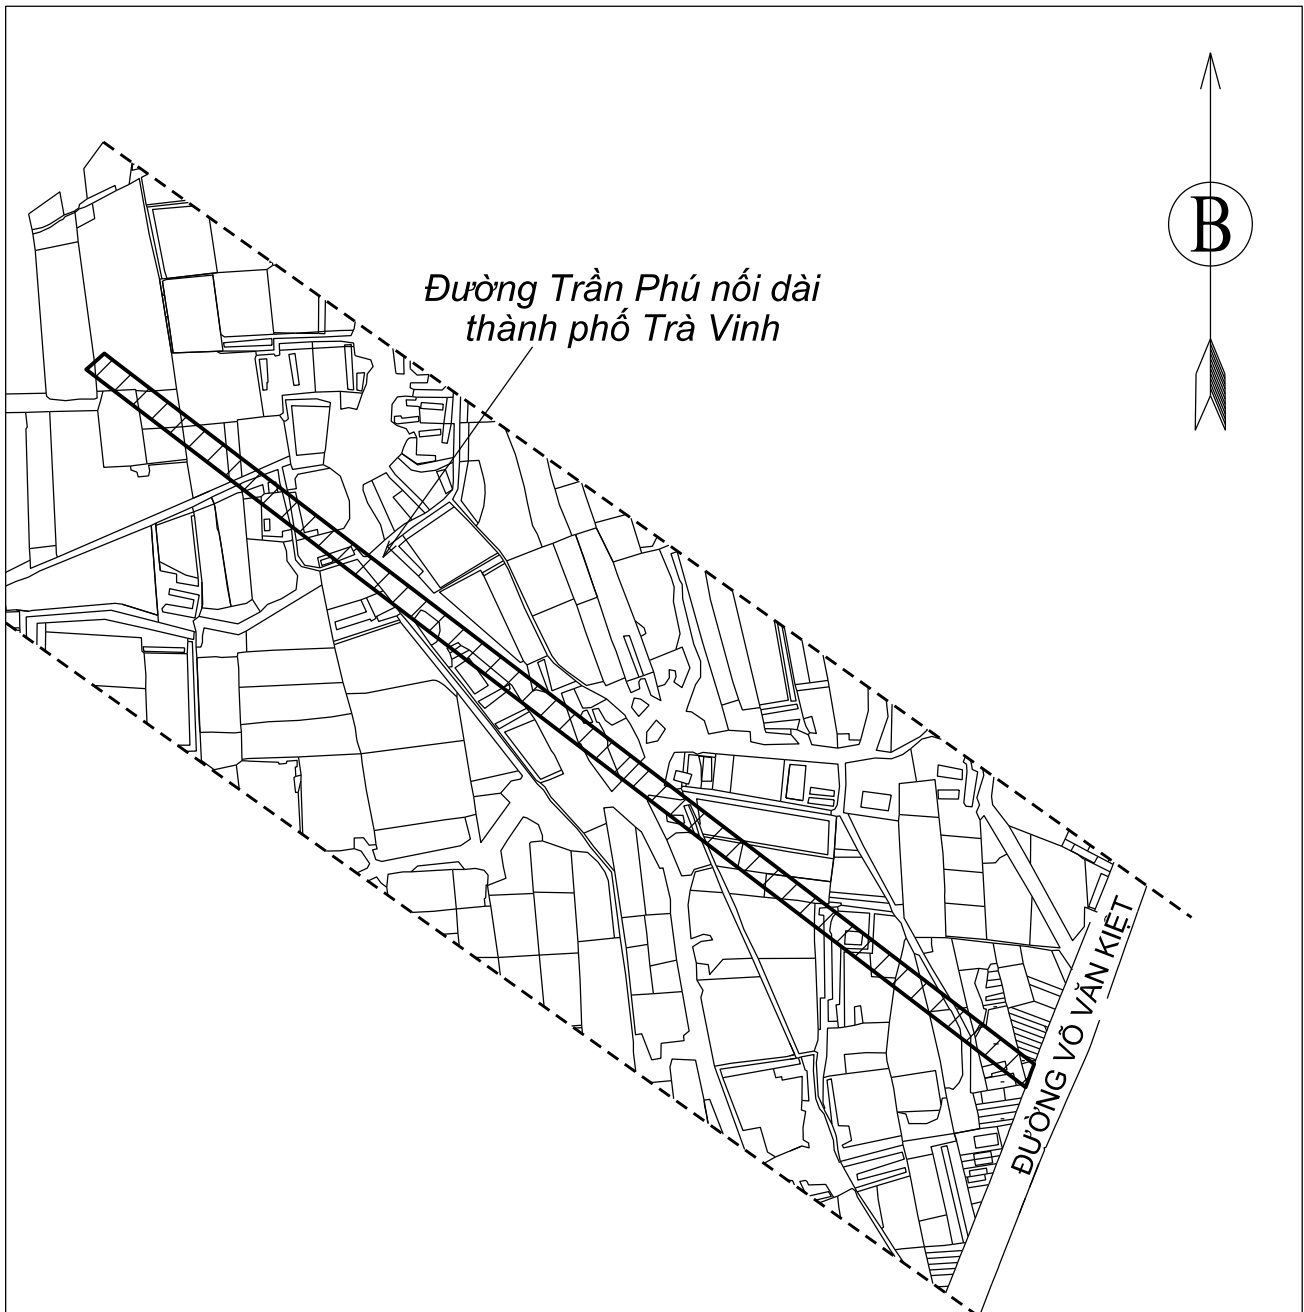 B
Đường Trần Phú nối dài
thành phố Trà Vinh
ĐƯỜNG VÕ VĂN KIỆT